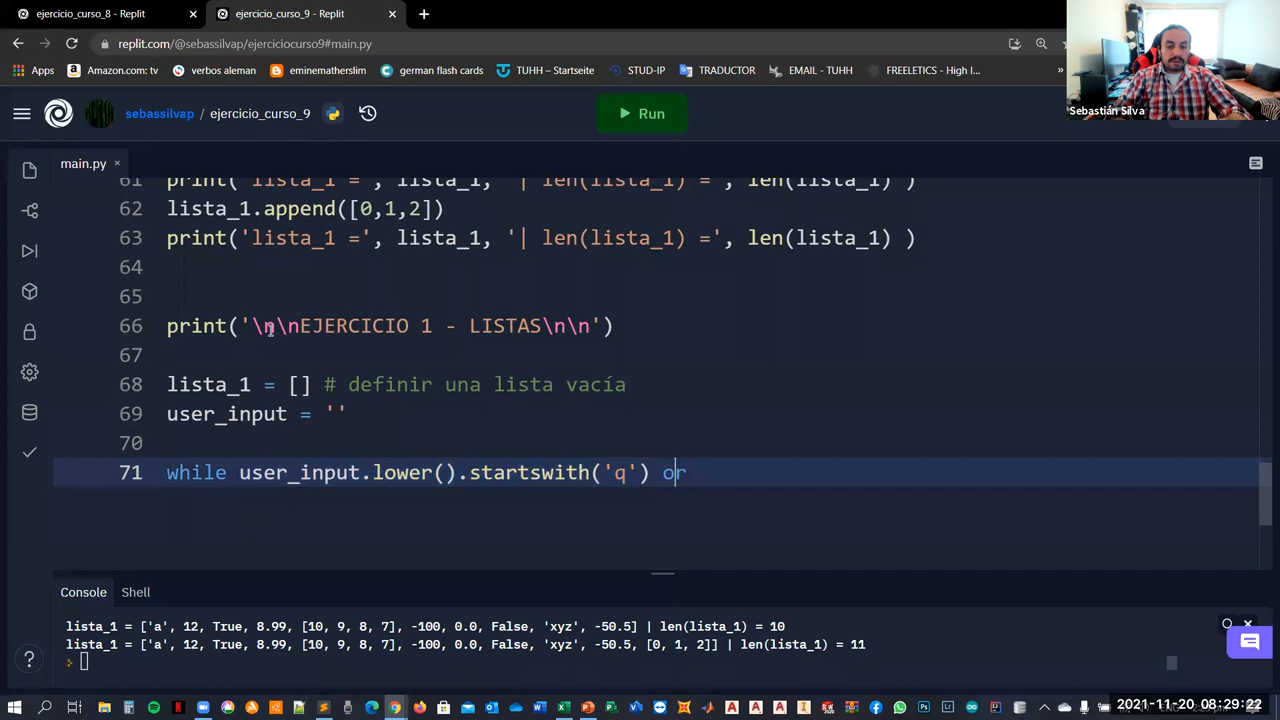 ejercicio_curso_8 - Replit
ejercicio_curso_9 - Replit
replit.com/@sebassilvap/ejerciciocurso9#main.py
Apps
Amazon.com: tv
verbos aleman
eminemathersIim
german flashcards
TUHH – Startseite
STUD-IP
TRADUCTOR
EMAIL - TUHH
FREELETICS - High I...
»
Sebastián Silva
sebassilvap / ejercicio_curso_9
Run
main.py
61 print('lista_1 =', lista_1, '| len(lista_1) =', len(lista_1) )
62 lista_1.append([0,1,2])
63 print('lista_1 =', lista_1, '| len(lista_1) =', len(lista_1) )
64
65
66 print('\n\nEJERCICIO 1 - LISTAS\n\n')
67
68 lista_1 = [] # definir una lista vacía
69 user_input = ''
70
71 while user_input.lower().startswith('q') or
Console
Shell
lista_1 = ['a', 12, True, 8.99, [10, 9, 8, 7], -100, 0.0, False, 'xyz', -50.5] | len(lista_1) = 10
lista_1 = ['a', 12, True, 8.99, [10, 9, 8, 7], -100, 0.0, False, 'xyz', -50.5, [0, 1, 2]] | len(lista_1) = 11
2021-11-20 08:29:22